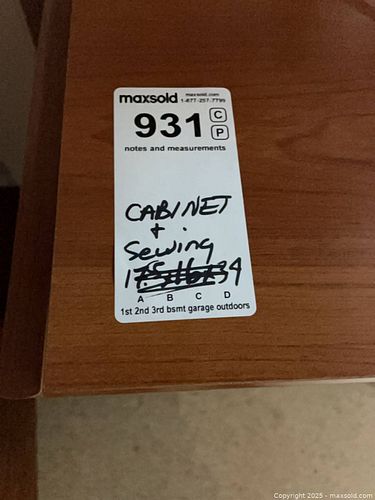 maxsold maxsold.com
1-877-257-7799
931 C
P
notes and measurements
CABINET
+
Sewing
A B C D
1st 2nd 3rd bsmt garage outdoors
Copyright © 2025 - maxsold.com